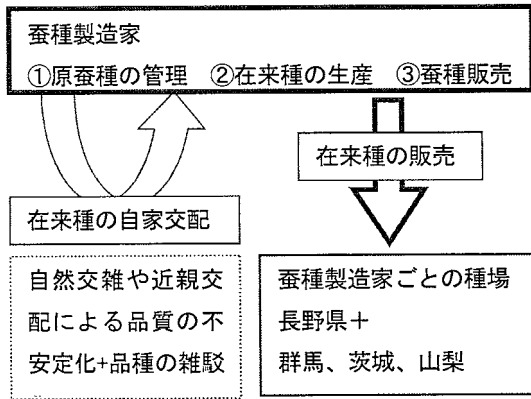 蚕種製造家
①原蚕種の管理 ②在来種の生産 ③蚕種販売
在来種の販売
在来種の自家交配
自然交雑や近親交
配による品質の不
安定化+品種の雑駁
蚕種製造家ごとの種場
長野県＋
群馬、茨城、山梨